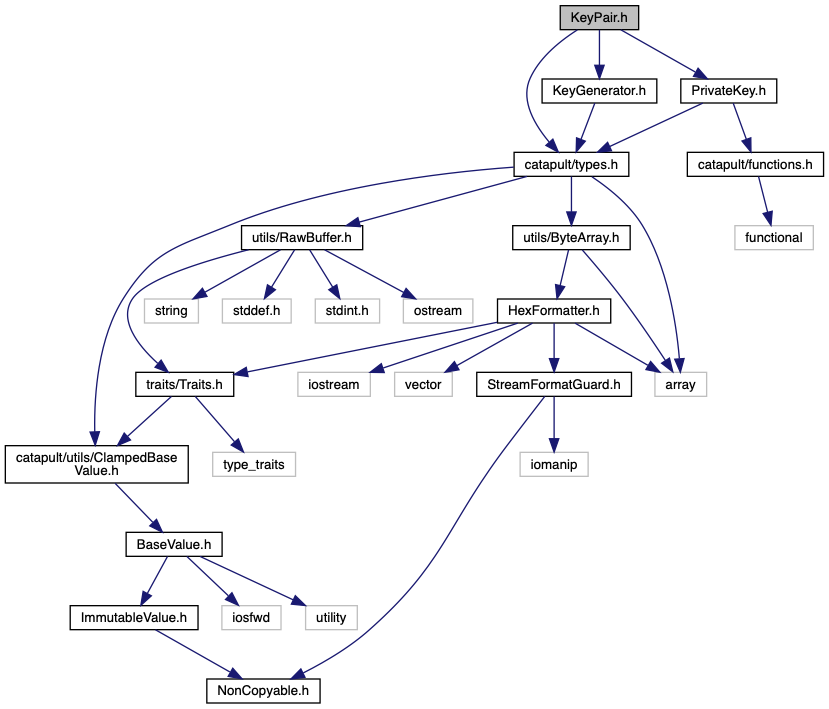 KeyPair.h
KeyGenerator.h
PrivateKey.h
catapult/types.h
catapult/functions.h
utils/RawBuffer.h
utils/ByteArray.h
functional
string
stddef.h
stdint.h
ostream
HexFormatter.h
traits/Traits.h
iostream
vector
StreamFormatGuard.h
array
catapult/utils/ClampedBase
Value.h
type_traits
iomanip
BaseValue.h
ImmutableValue.h
iosfwd
utility
NonCopyable.h